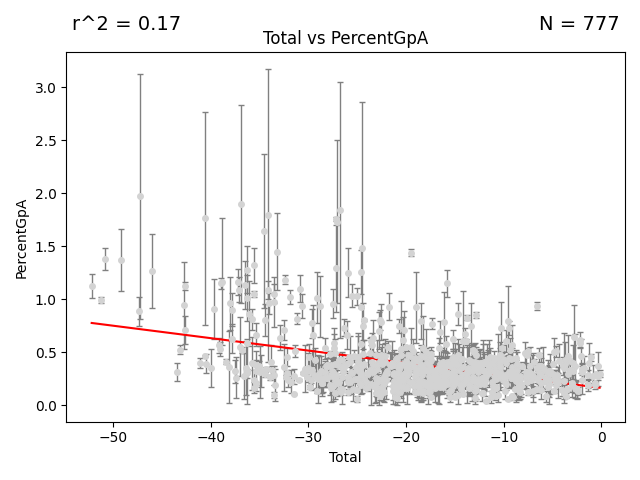 r^2 = 0.17
N = 777
Total vs PercentGpA
PercentGpA
3.0
2.5
2.0
1.5
1.0
0.5
0.0
−50
−40
−30
−20
−10
0
Total